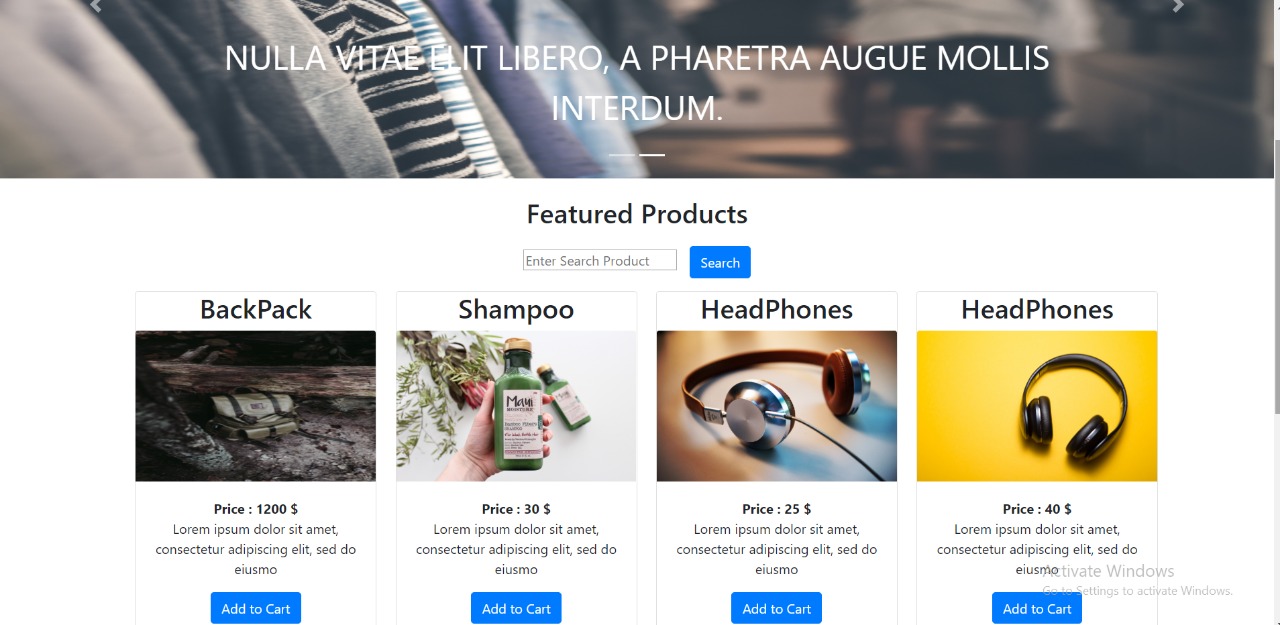 NULLA VITAE ELIT LIBERO, A PHARETRA AUGUE MOLLIS
INTERDUM.
Featured Products
Enter Search Product
Search
BackPack
Shampoo
HeadPhones
HeadPhones
Maui
MOISTURE
Price : 1200 $
Lorem ipsum dolor sit amet,
consectetur adipiscing elit, sed do
eiusmo
Add to Cart
Price : 30 $
Lorem ipsum dolor sit amet,
consectetur adipiscing elit, sed do
eiusmo
Add to Cart
Price : 25 $
Lorem ipsum dolor sit amet,
consectetur adipiscing elit, sed do
eiusmo
Add to Cart
Price : 40 $
Lorem ipsum dolor sit amet,
consectetur adipiscing elit, sed do
eiusmo
Add to Cart
Activate Windows
Go to Settings to activate Windows.